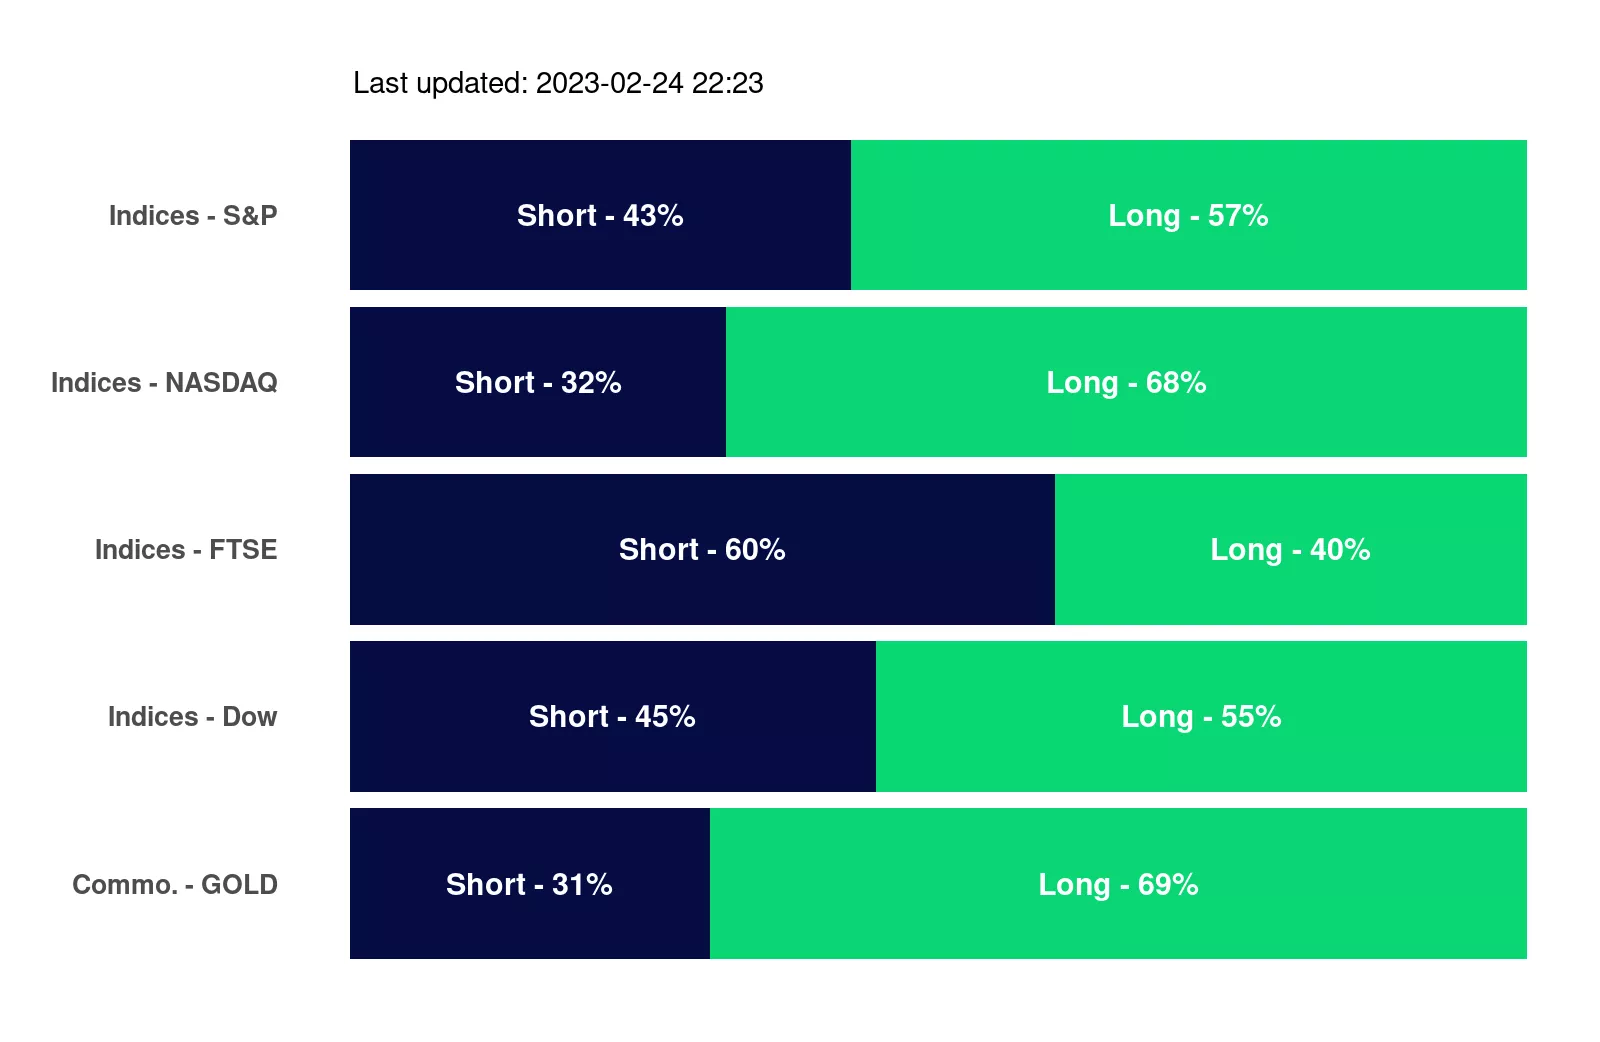 Last updated: 2023-02-24 22:23
Indices - S&P Short - 43% Long - 57%
Indices - NASDAQ Short - 32% Long - 68%
Indices - FTSE Short - 60% Long - 40%
Indices - Dow Short - 45% Long - 55%
Commo. - GOLD Short - 31% Long - 69%